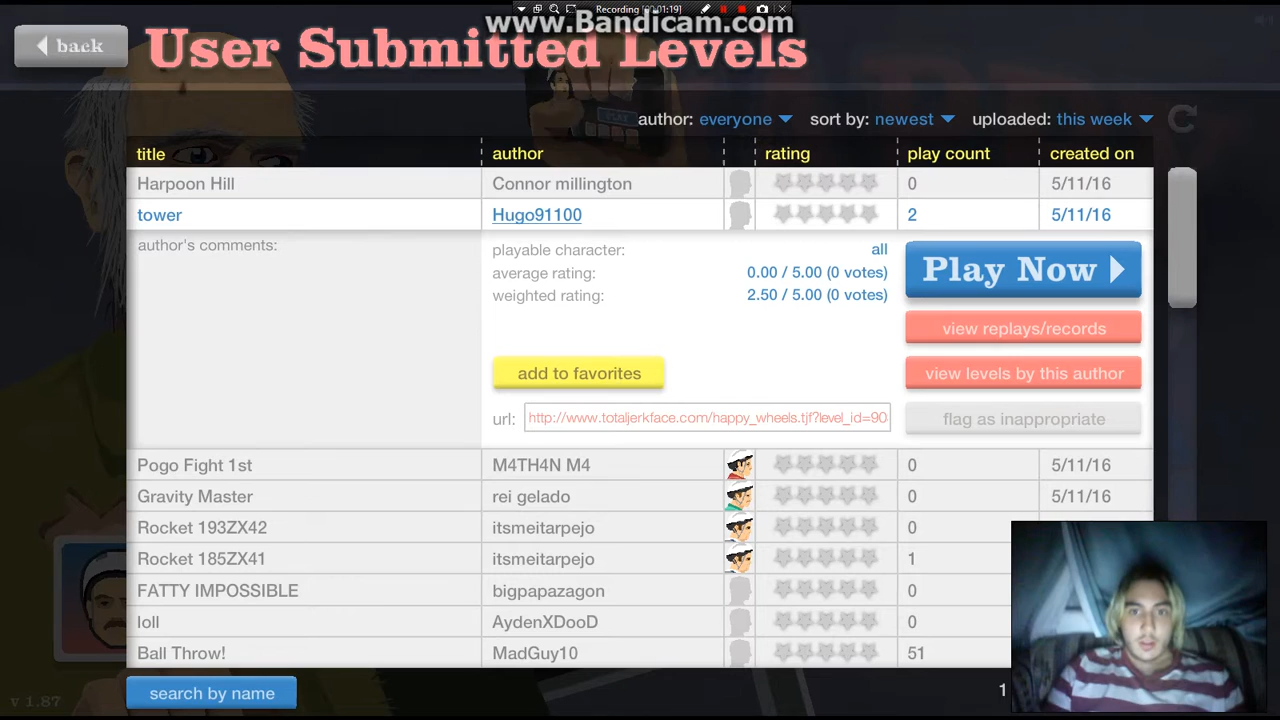 Recording [00:01:19]
www.Bandicam.com
back
User Submitted Levels
author: everyone sort by: newest uploaded: this week
title author rating play count created on
Harpoon Hill Connor millington 0 5/11/16
tower Hugo91100 2 5/11/16
author's comments:
playable character: all
average rating: 0.00 / 5.00 (0 votes)
weighted rating: 2.50 / 5.00 (0 votes)
Play Now
view replays/records
add to favorites
view levels by this author
url: http://www.totaljerkface.com/happy_wheels.tjf?level_id=90
flag as inappropriate
Pogo Fight 1st M4TH4N M4 0 5/11/16
Gravity Master rei gelado 0 5/11/16
Rocket 193ZX42 itsmeitarpejo 0
Rocket 185ZX41 itsmeitarpejo 1
FATTY IMPOSSIBLE bigpapazagon 0
loll AydenXDooD 0
Ball Throw! MadGuy10 51
search by name
1
v 1.87